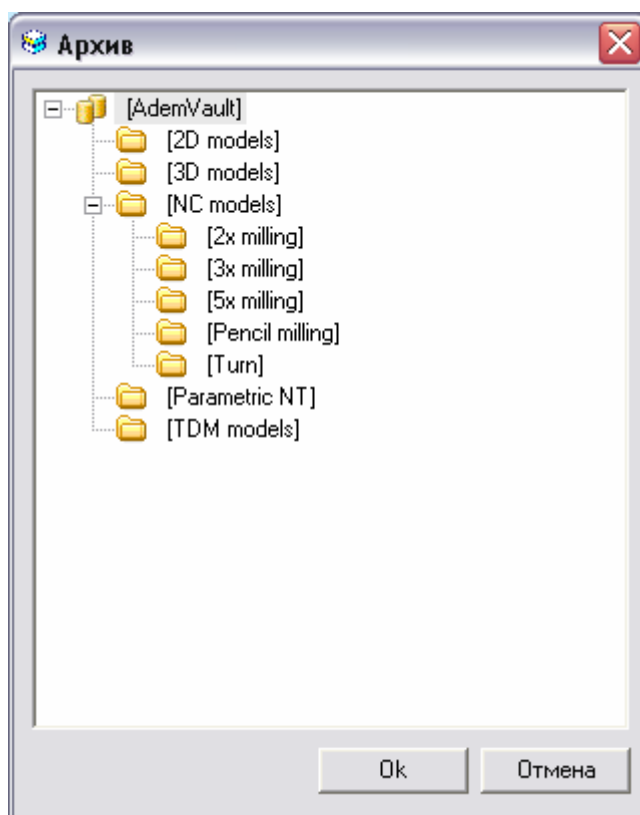 Архив
[AdemVault]
[2D models]
[3D models]
[NC models]
[2x milling]
[3x milling]
[5x milling]
[Pencil milling]
[Turn]
[Parametric NT]
[TDM models]
Ok Отмена